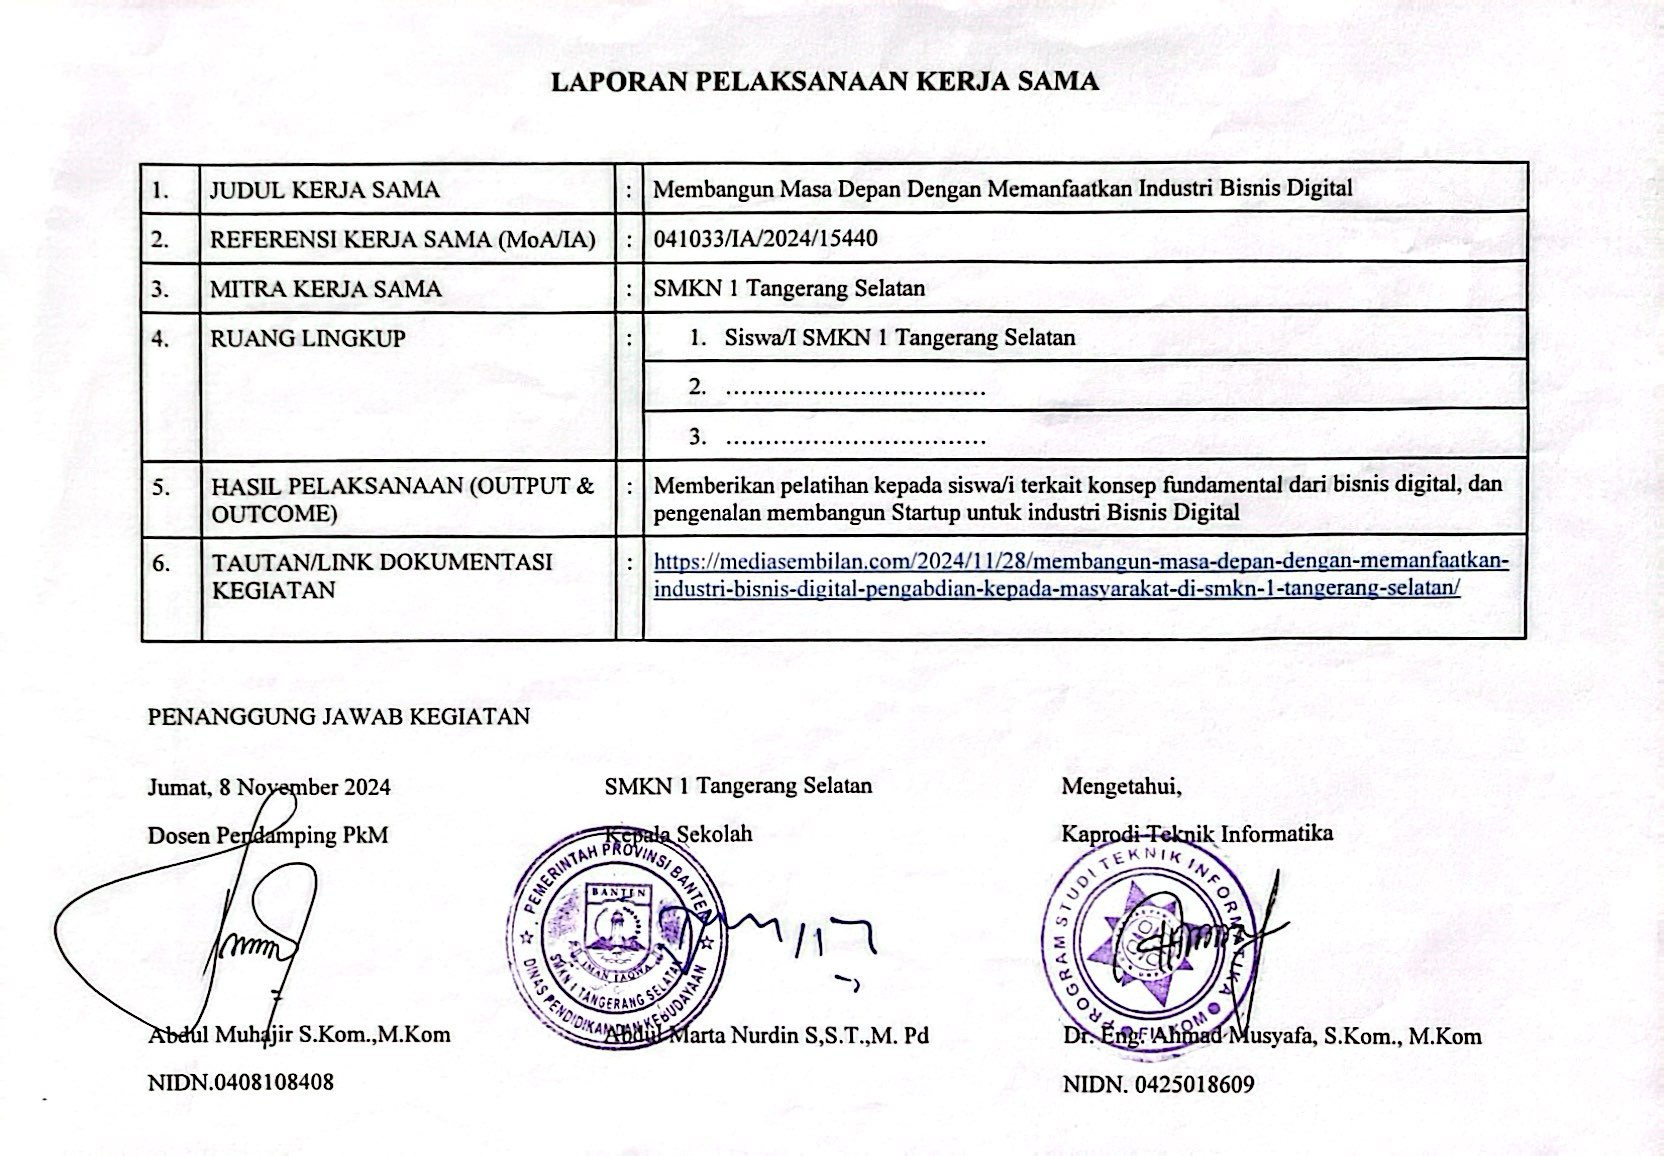 LAPORAN PELAKSANAAN KERJA SAMA
1. JUDUL KERJA SAMA : Membangun Masa Depan Dengan Memanfaatkan Industri Bisnis Digital
2. REFERENSI KERJA SAMA (MoA/IA) : 041033/IA/2024/15440
3. MITRA KERJA SAMA : SMKN 1 Tangerang Selatan
4. RUANG LINGKUP : 1. Siswa/I SMKN 1 Tangerang Selatan
2. ..................................
3. ..................................
5. HASIL PELAKSANAAN (OUTPUT & : Memberikan pelatihan kepada siswa/i terkait konsep fundamental dari bisnis digital, dan
OUTCOME) pengenalan membangun Startup untuk industri Bisnis Digital
6. TAUTAN/LINK DOKUMENTASI : https://mediasembilan.com/2024/11/28/membangun-masa-depan-dengan-memanfaatkan-
KEGIATAN industri-bisnis-digital-pengabdian-kepada-masyarakat-di-smkn-1-tangerang-selatan/
PENANGGUNG JAWAB KEGIATAN
Jumat, 8 November 2024 SMKN 1 Tangerang Selatan Mengetahui,
Dosen Pendamping PkM Kepala Sekolah Kaprodi Teknik Informatika
PEMERINTAH PROVINSI BANTEN
BANTEN
IMAN TAQWA
SMKN 1 TANGERANG SELATAN
DINAS PENDIDIKAN DAN KEBUDAYAAN
PROGRAM STUDI TEKNIK INFORMATIKA
Abdul Muhajir S.Kom.,M.Kom Abdul Marta Nurdin S,S.T.,M. Pd Dr. Eng. Ahmad Musyafa, S.Kom., M.Kom
NIDN.0408108408 NIDN. 0425018609